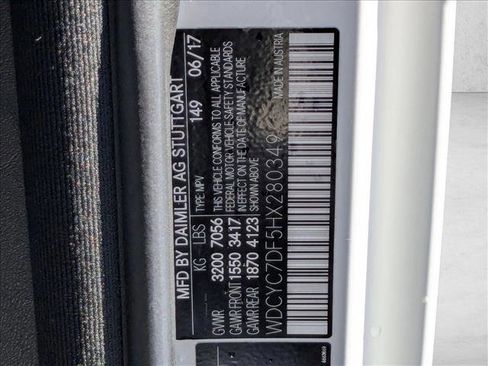 MFD BY DAIMLER AG STUTTGART
KG LBS TYPE: MPV 149 06/17
GVWR 3200 7056 THIS VEHICLE CONFORMS TO ALL APPLICABLE
GAWR FRONT 1550 3417 FEDERAL MOTOR VEHICLE SAFETY STANDARDS
IN EFFECT ON THE DATE OF MANUFACTURE
GAWR REAR 1870 4123 SHOWN ABOVE
MADE IN AUSTRIA
WDCYC7DF5HX280349